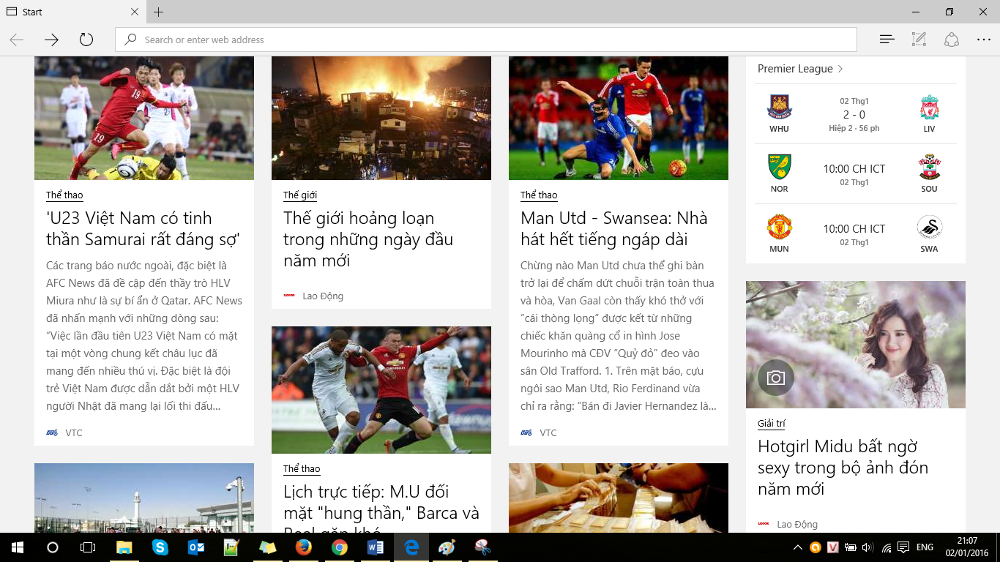 Start
Search or enter web address
Thể thao
'U23 Việt Nam có tinh
thần Samurai rất đáng sợ'
Các trang báo nước ngoài, đặc biệt là
AFC News đã đề cập đến thầy trò HLV
Miura như là sự bí ẩn ở Qatar. AFC News
đã nhấn mạnh với những dòng sau:
“Việc lần đầu tiên U23 Việt Nam có mặt
tại một vòng chung kết châu lục đã
mang đến nhiều thú vị. Đặc biệt là đội
trẻ Việt Nam được dẫn dắt bởi một HLV
người Nhật đã mang lại lối thi đấu...
VTC
19
19
Thế giới
Thế giới hoảng loạn
trong những ngày đầu
năm mới
Lao Động
Thể thao
Lịch trực tiếp: M.U đối
mặt "hung thần," Barca và
Real gặp khó
Thể thao
Man Utd - Swansea: Nhà
hát hết tiếng ngáp dài
Chừng nào Man Utd chưa thể ghi bàn
trở lại để chấm dứt chuỗi trận toàn thua
và hòa, Van Gaal còn thấy khó thở với
“cái thòng lọng” được kết từ những
chiếc khăn quàng cổ in hình Jose
Mourinho mà CĐV “Quỷ đỏ” đeo vào
sân Old Trafford. 1. Trên mặt báo, cựu
ngôi sao Man Utd, Rio Ferdinand vừa
chỉ ra rằng: “Bán đi Javier Hernandez là...
VTC
Premier League
02 Thg1
2 - 0
Hiệp 2 · 56 ph
WHU
LIV
10:00 CH ICT
02 Thg1
NOR
SOU
10:00 CH ICT
02 Thg1
MUN
SWA
Giải trí
Hotgirl Midu bất ngờ
sexy trong bộ ảnh đón
năm mới
Lao Động
ENG
21:07
02/01/2016